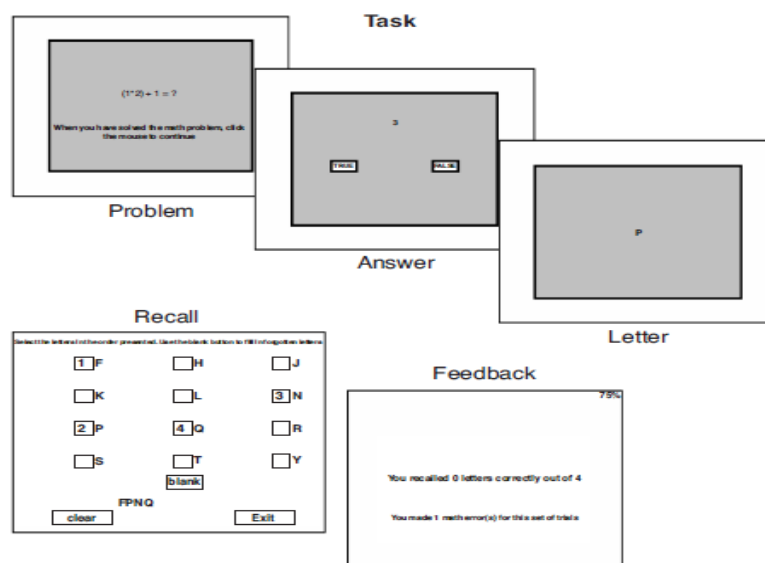 Task
(1*2) + 1 = ?
When you have solved the math problem, click
the mouse to continue
Problem
3
TRUE
FALSE
Answer
P
Letter
Recall
Select the letters in the order presented. Use the blank button to fill in forgotten letters
1 F
H
J
K
L
3 N
2 P
4 Q
R
S
T
Y
blank
FPNQ
clear
Exit
Feedback
75%
You recalled 0 letters correctly out of 4
You made 1 math error(s) for this set of trials